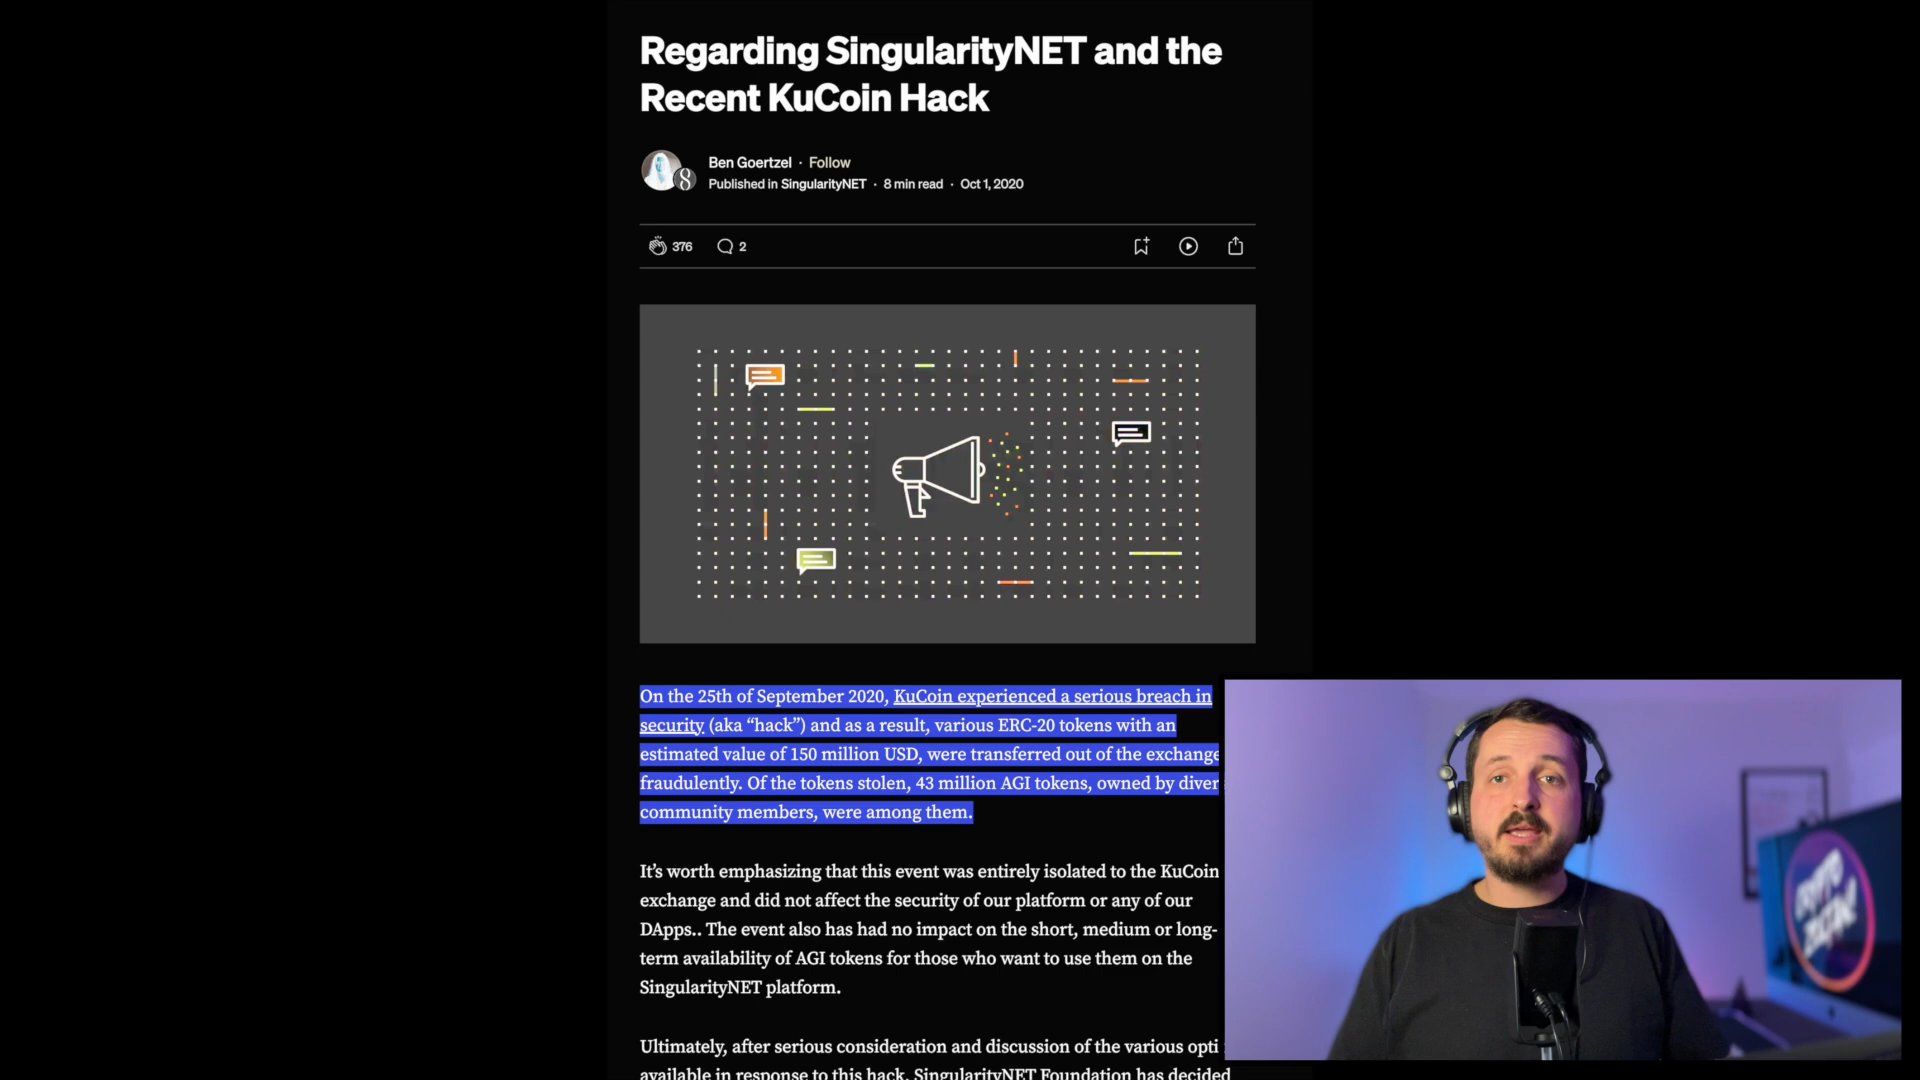 Regarding SingularityNET and the
Recent KuCoin Hack
Ben Goertzel · Follow
Published in SingularityNET · 8 min read · Oct 1, 2020
376 2
On the 25th of September 2020, KuCoin experienced a serious breach in
security (aka “hack”) and as a result, various ERC-20 tokens with an
estimated value of 150 million USD, were transferred out of the exchange
fraudulently. Of the tokens stolen, 43 million AGI tokens, owned by diver
community members, were among them.
It’s worth emphasizing that this event was entirely isolated to the KuCoin
exchange and did not affect the security of our platform or any of our
DApps.. The event also has had no impact on the short, medium or long-
term availability of AGI tokens for those who want to use them on the
SingularityNET platform.
Ultimately, after serious consideration and discussion of the various opti
available in response to this hack, SingularityNET Foundation has decided
CRYPTO